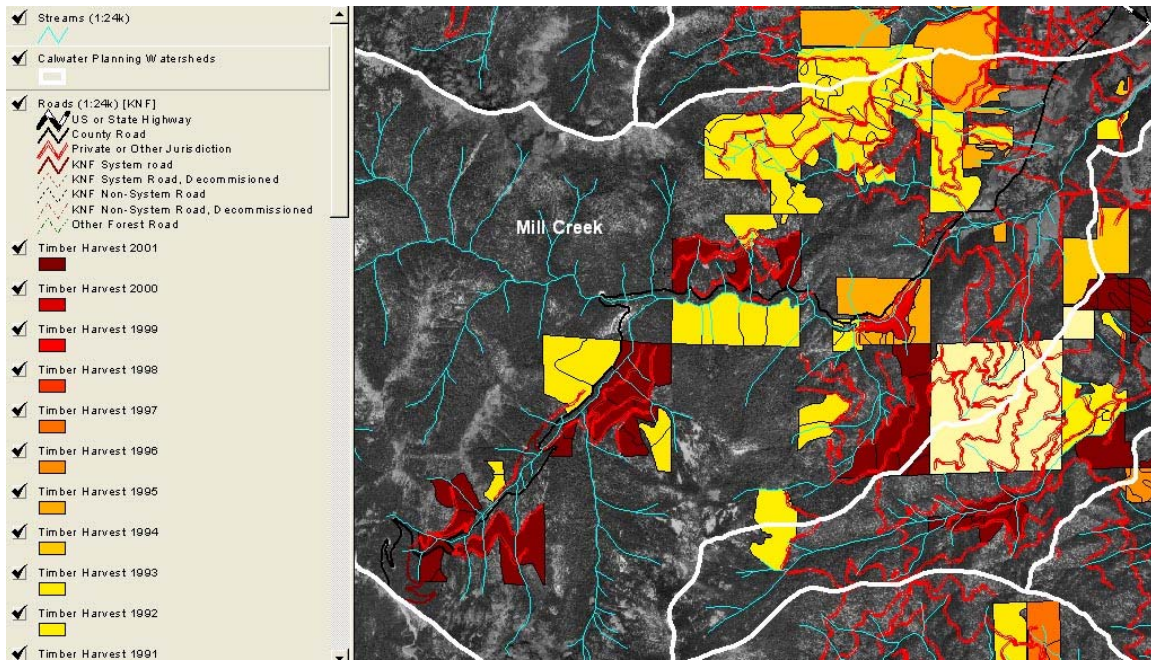 Streams (1:24k)
Calwater Planning Watersheds
Roads (1:24k) [KNF]
US or State Highway
County Road
Private or Other Jurisdiction
KNF System road
KNF System Road, Decommisioned
KNF Non-System Road
KNF Non-System Road, Decommissioned
Other Forest Road
Timber Harvest 2001
Timber Harvest 2000
Timber Harvest 1999
Timber Harvest 1998
Timber Harvest 1997
Timber Harvest 1996
Timber Harvest 1995
Timber Harvest 1994
Timber Harvest 1993
Timber Harvest 1992
Timber Harvest 1991
Mill Creek